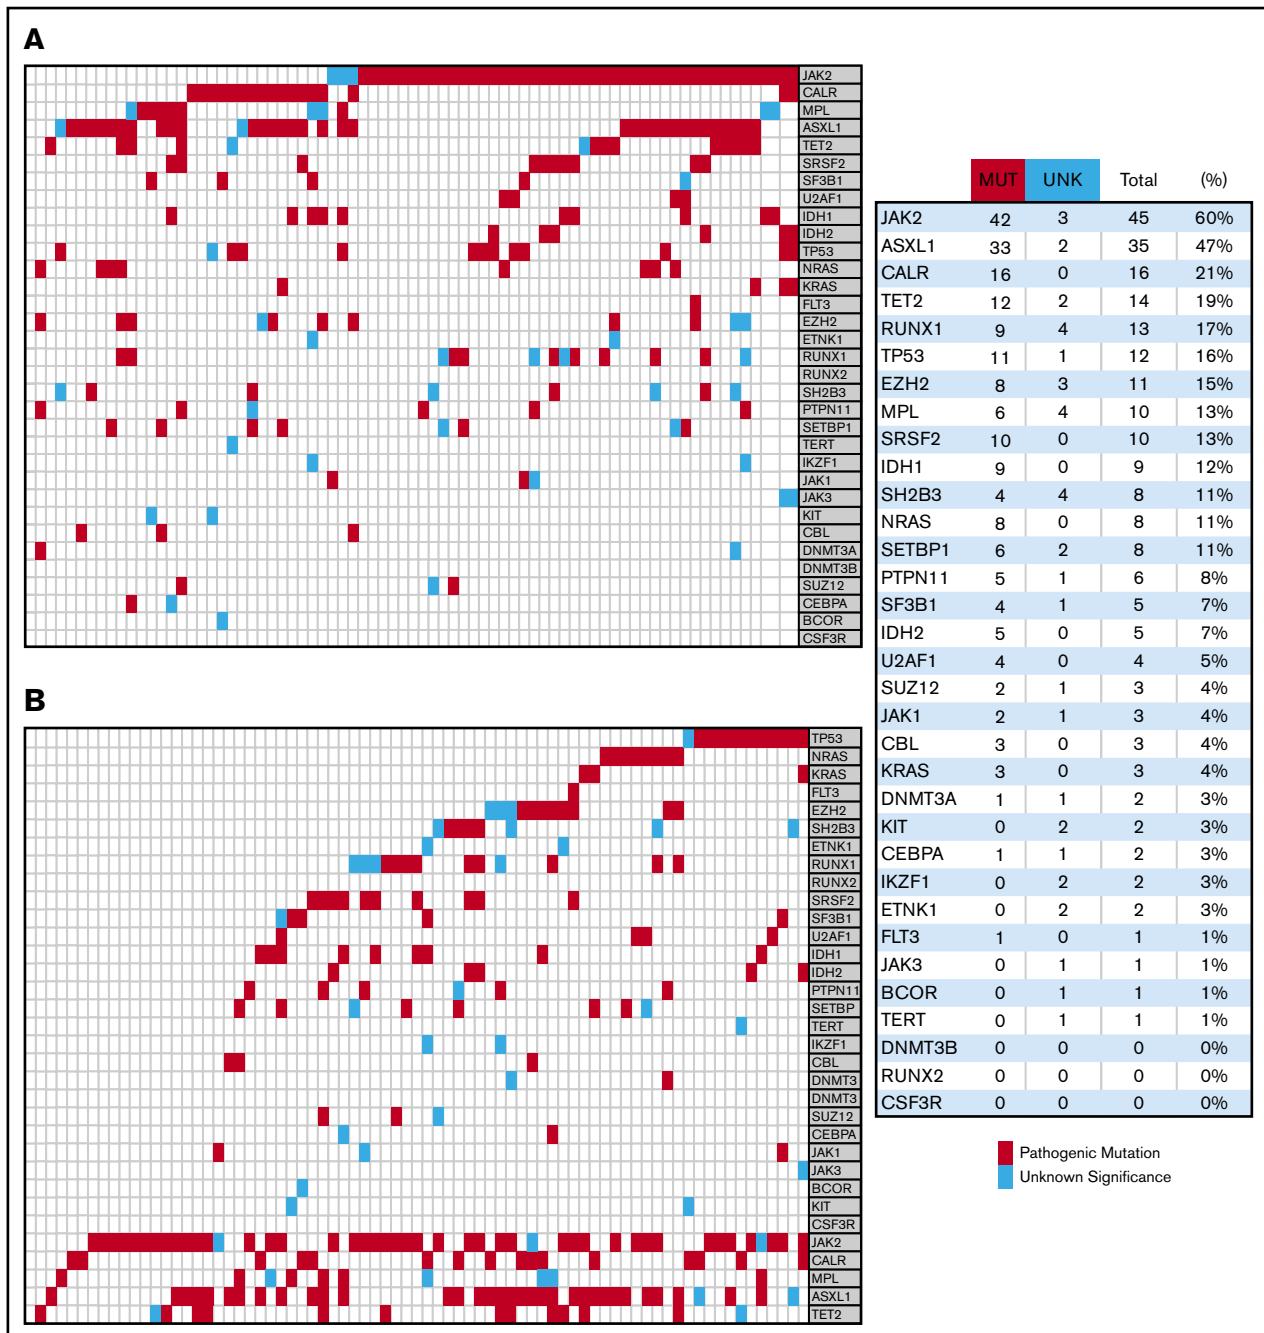 A
JAK2
CALR
MPL
ASXL1
TET2
SRSF2
SF3B1
U2AF1
IDH1
IDH2
TP53
NRAS
KRAS
FLT3
EZH2
ETNK1
RUNX1
RUNX2
SH2B3
PTPN11
SETBP1
TERT
IKZF1
JAK1
JAK3
KIT
CBL
DNMT3A
DNMT3B
SUZ12
CEBPA
BCOR
CSF3R
B
TP53
NRAS
KRAS
FLT3
EZH2
SH2B3
ETNK1
RUNX1
RUNX2
SRSF2
SF3B1
U2AF1
IDH1
IDH2
PTPN11
SETBP
TERT
IKZF1
CBL
DNMT3
DNMT3
SUZ12
CEBPA
JAK1
JAK3
BCOR
KIT
CSF3R
JAK2
CALR
MPL
ASXL1
TET2
MUT UNK Total (%)
JAK2 42 3 45 60%
ASXL1 33 2 35 47%
CALR 16 0 16 21%
TET2 12 2 14 19%
RUNX1 9 4 13 17%
TP53 11 1 12 16%
EZH2 8 3 11 15%
MPL 6 4 10 13%
SRSF2 10 0 10 13%
IDH1 9 0 9 12%
SH2B3 4 4 8 11%
NRAS 8 0 8 11%
SETBP1 6 2 8 11%
PTPN11 5 1 6 8%
SF3B1 4 1 5 7%
IDH2 5 0 5 7%
U2AF1 4 0 4 5%
SUZ12 2 1 3 4%
JAK1 2 1 3 4%
CBL 3 0 3 4%
KRAS 3 0 3 4%
DNMT3A 1 1 2 3%
KIT 0 2 2 3%
CEBPA 1 1 2 3%
IKZF1 0 2 2 3%
ETNK1 0 2 2 3%
FLT3 1 0 1 1%
JAK3 0 1 1 1%
BCOR 0 1 1 1%
TERT 0 1 1 1%
DNMT3B 0 0 0 0%
RUNX2 0 0 0 0%
CSF3R 0 0 0 0%
Pathogenic Mutation
Unknown Significance